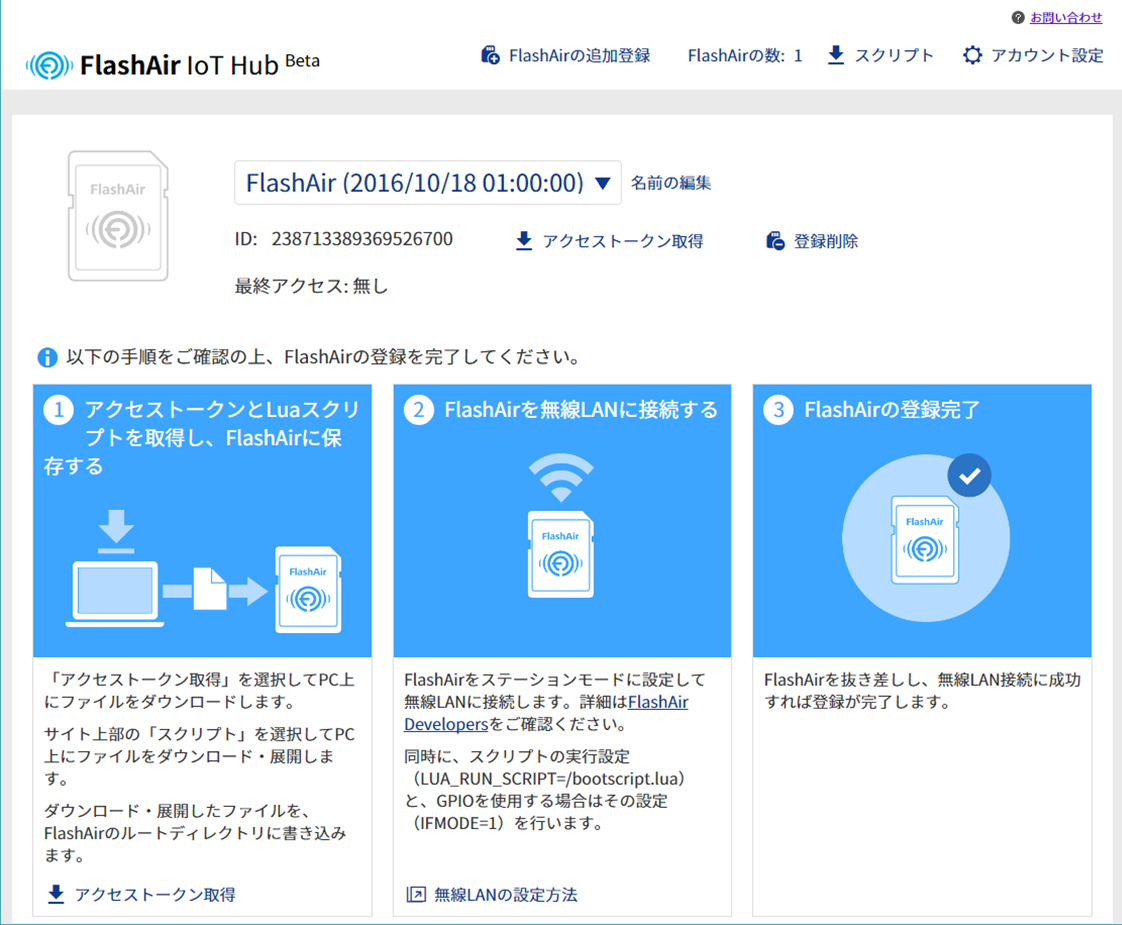 お問い合わせ
FlashAir IoT Hub Beta
FlashAirの追加登録 FlashAirの数: 1 スクリプト アカウント設定
FlashAir
FlashAir (2016/10/18 01:00:00) ▼ 名前の編集
ID: 238713389369526700 アクセストークン取得 登録削除
最終アクセス: 無し
以下の手順をご確認の上、FlashAirの登録を完了してください。
1 アクセストークンとLuaスクリ
プトを取得し、FlashAirに保
存する
FlashAir
「アクセストークン取得」を選択してPC上
にファイルをダウンロードします。
サイト上部の「スクリプト」を選択してPC
上にファイルをダウンロード・展開しま
す。
ダウンロード・展開したファイルを、
FlashAirのルートディレクトリに書き込み
ます。
アクセストークン取得
2 FlashAirを無線LANに接続する
FlashAir
FlashAirをステーションモードに設定して
無線LANに接続します。詳細はFlashAir
Developersをご確認ください。
同時に、スクリプトの実行設定
（LUA_RUN_SCRIPT=/bootscript.lua）
と、GPIOを使用する場合はその設定
（IFMODE=1）を行います。
無線LANの設定方法
3 FlashAirの登録完了
FlashAir
FlashAirを抜き差しし、無線LAN接続に成功
すれば登録が完了します。